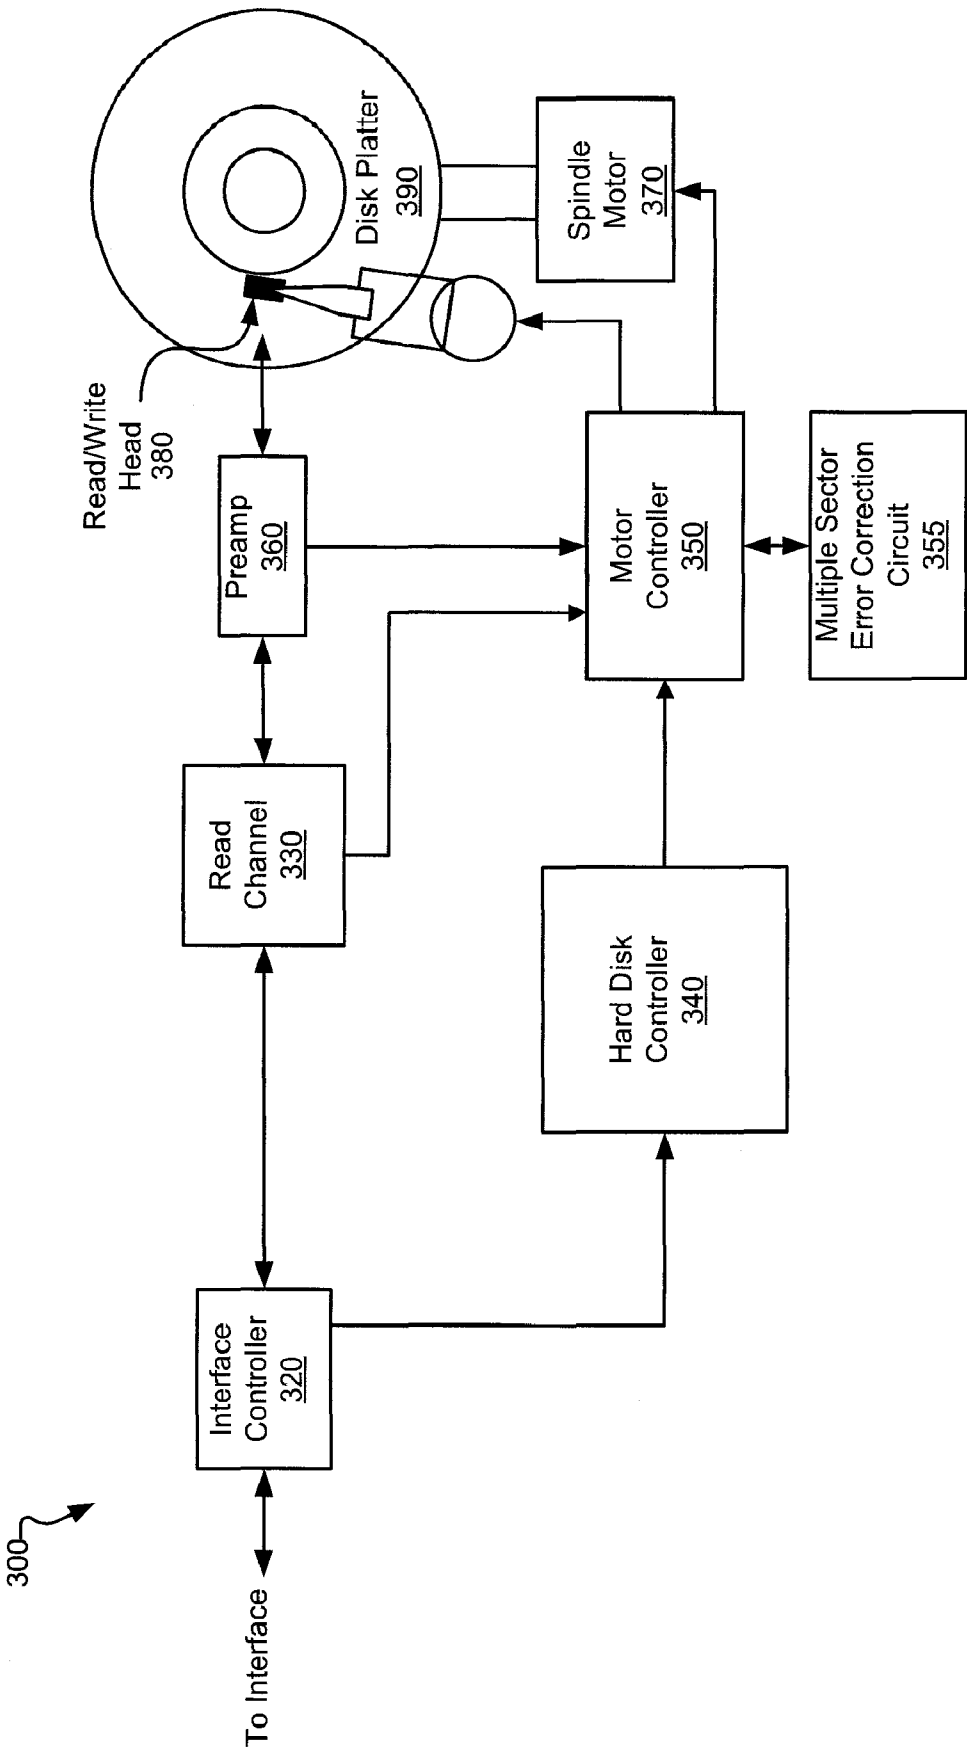 300
To Interface
Interface
Controller
320
Read
Channel
330
Preamp
360
Read/Write
Head
380
Disk Platter
390
Hard Disk
Controller
340
Motor
Controller
350
Spindle
Motor
370
Multiple Sector
Error Correction
Circuit
355